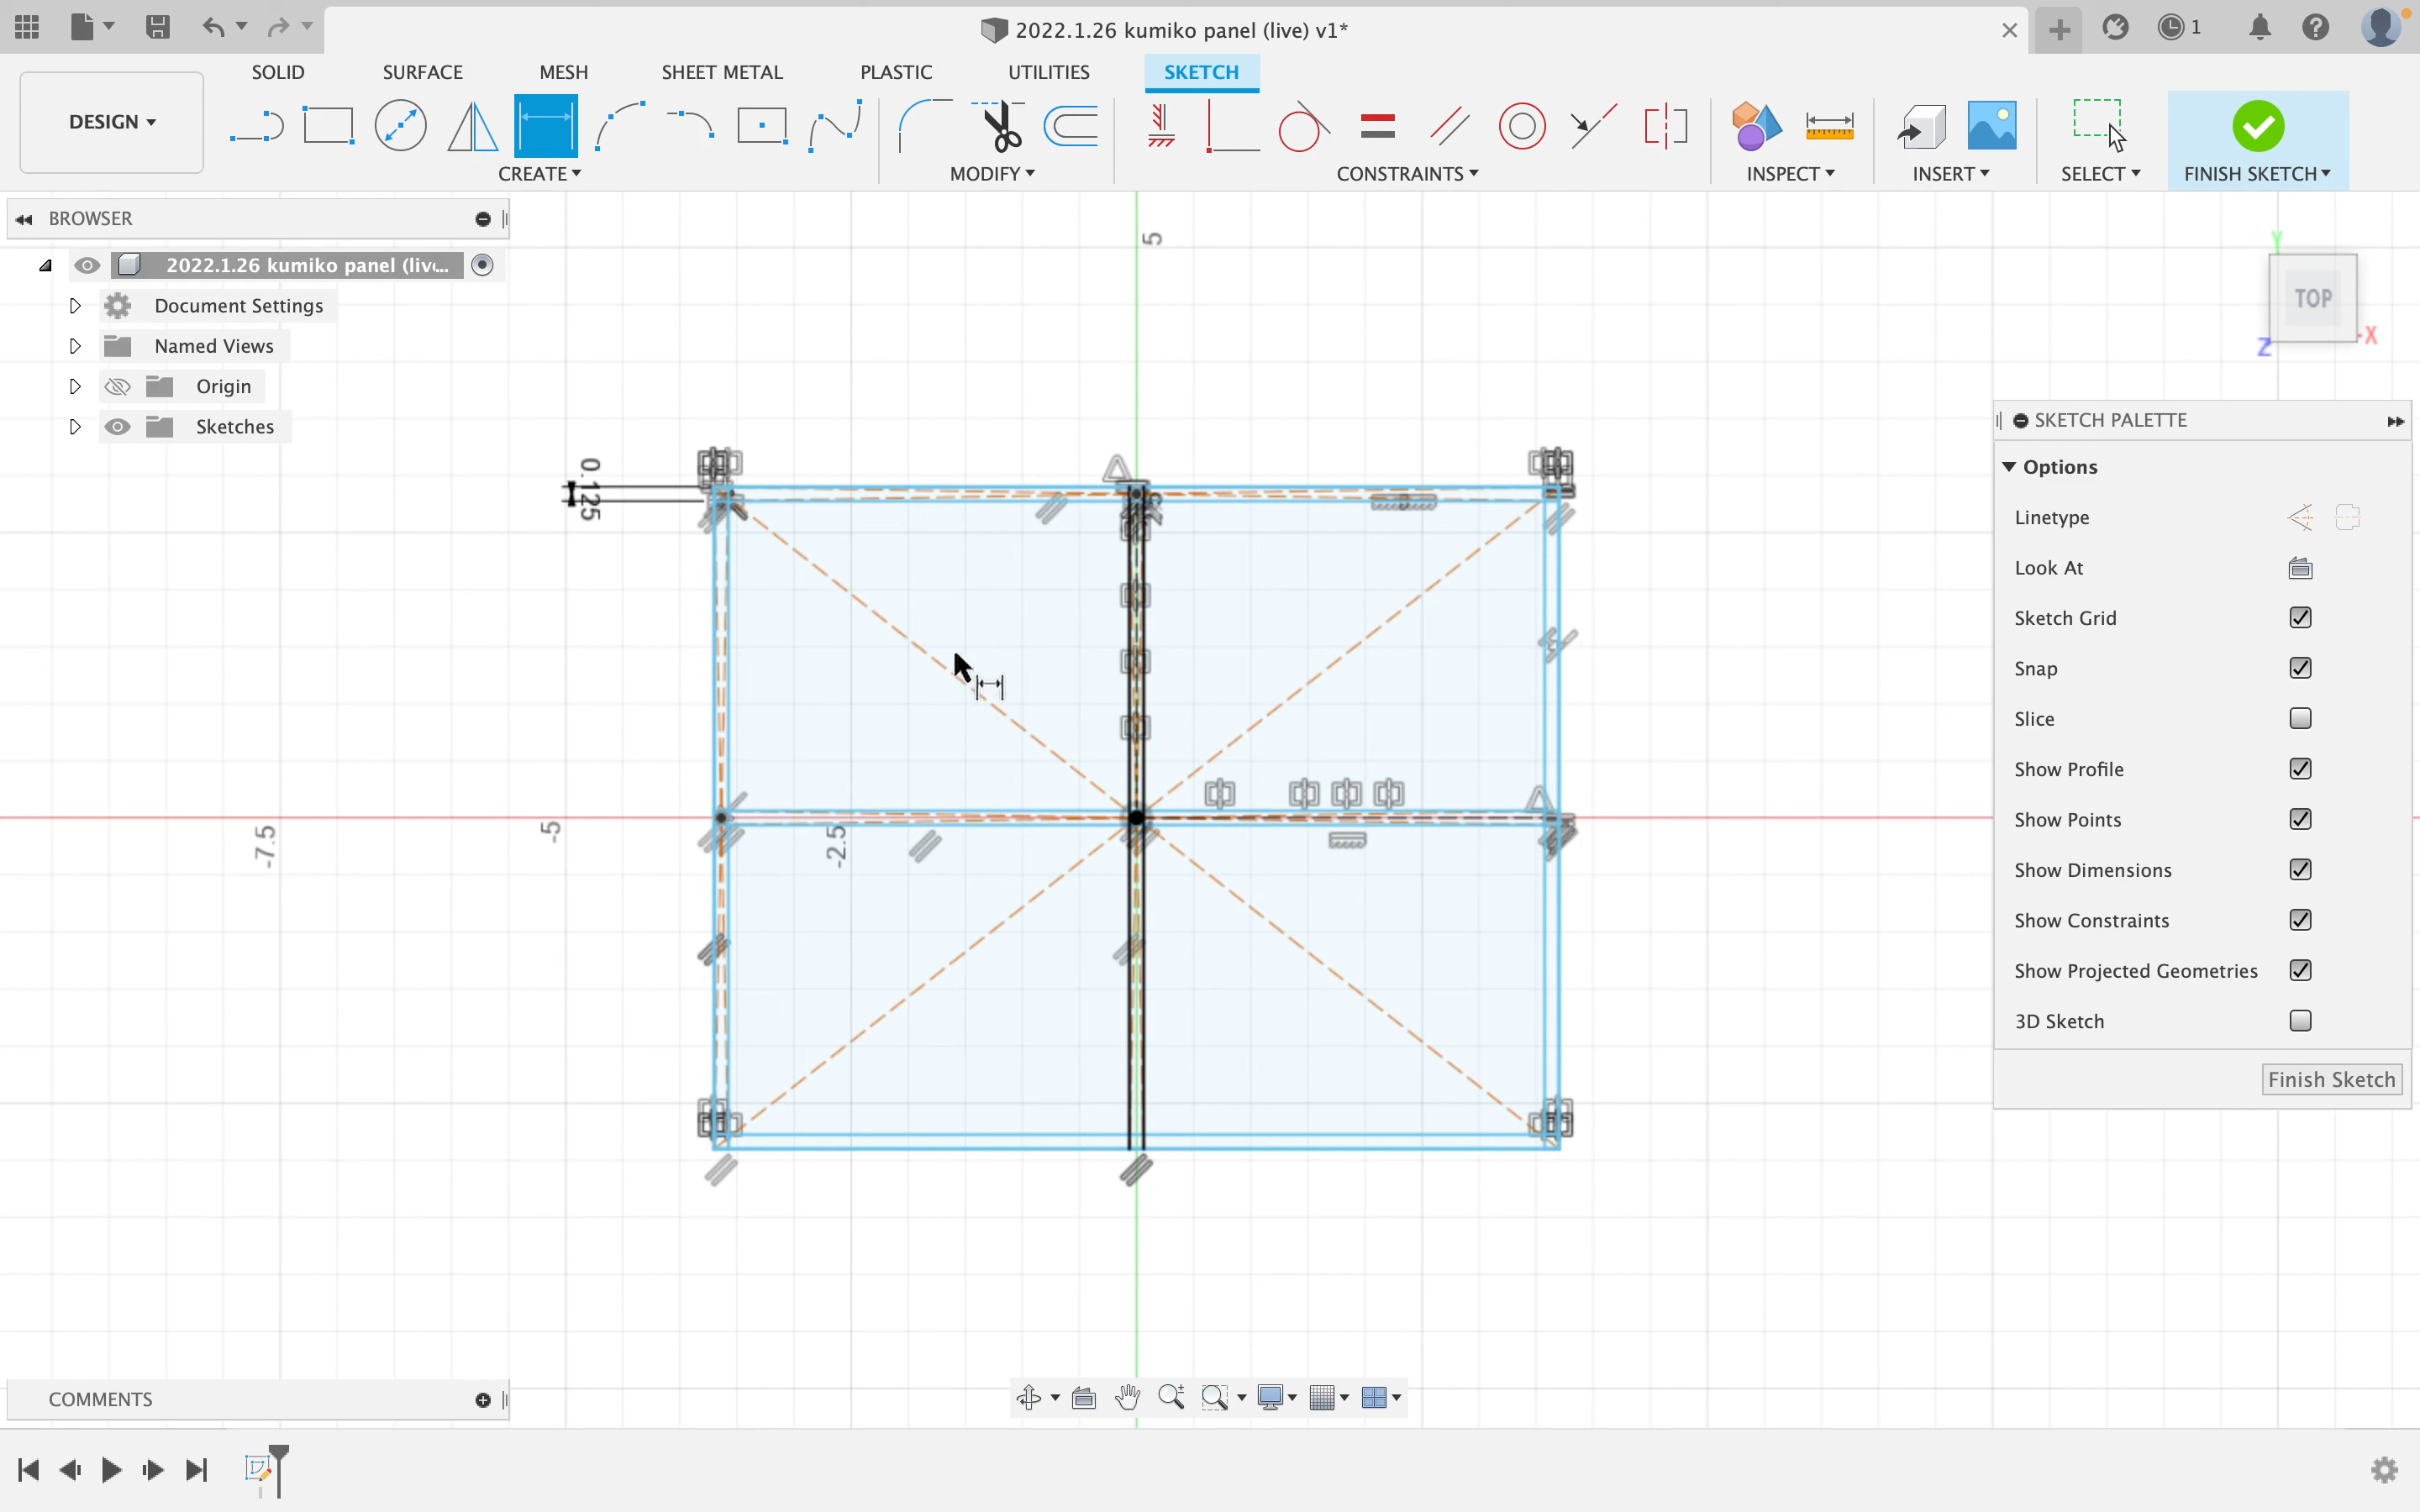 2022.1.26 kumiko panel (live) v1*
1
SOLID
SURFACE
MESH
SHEET METAL
PLASTIC
UTILITIES
SKETCH
DESIGN
CREATE
MODIFY
CONSTRAINTS
INSPECT
INSERT
SELECT
FINISH SKETCH
BROWSER
2022.1.26 kumiko panel (liv...
Document Settings
Named Views
Origin
Sketches
5
0.125
-7.5
-5
-2.5
Y
TOP
X
Z
SKETCH PALETTE
Options
Linetype
Look At
Sketch Grid
Snap
Slice
Show Profile
Show Points
Show Dimensions
Show Constraints
Show Projected Geometries
3D Sketch
Finish Sketch
COMMENTS